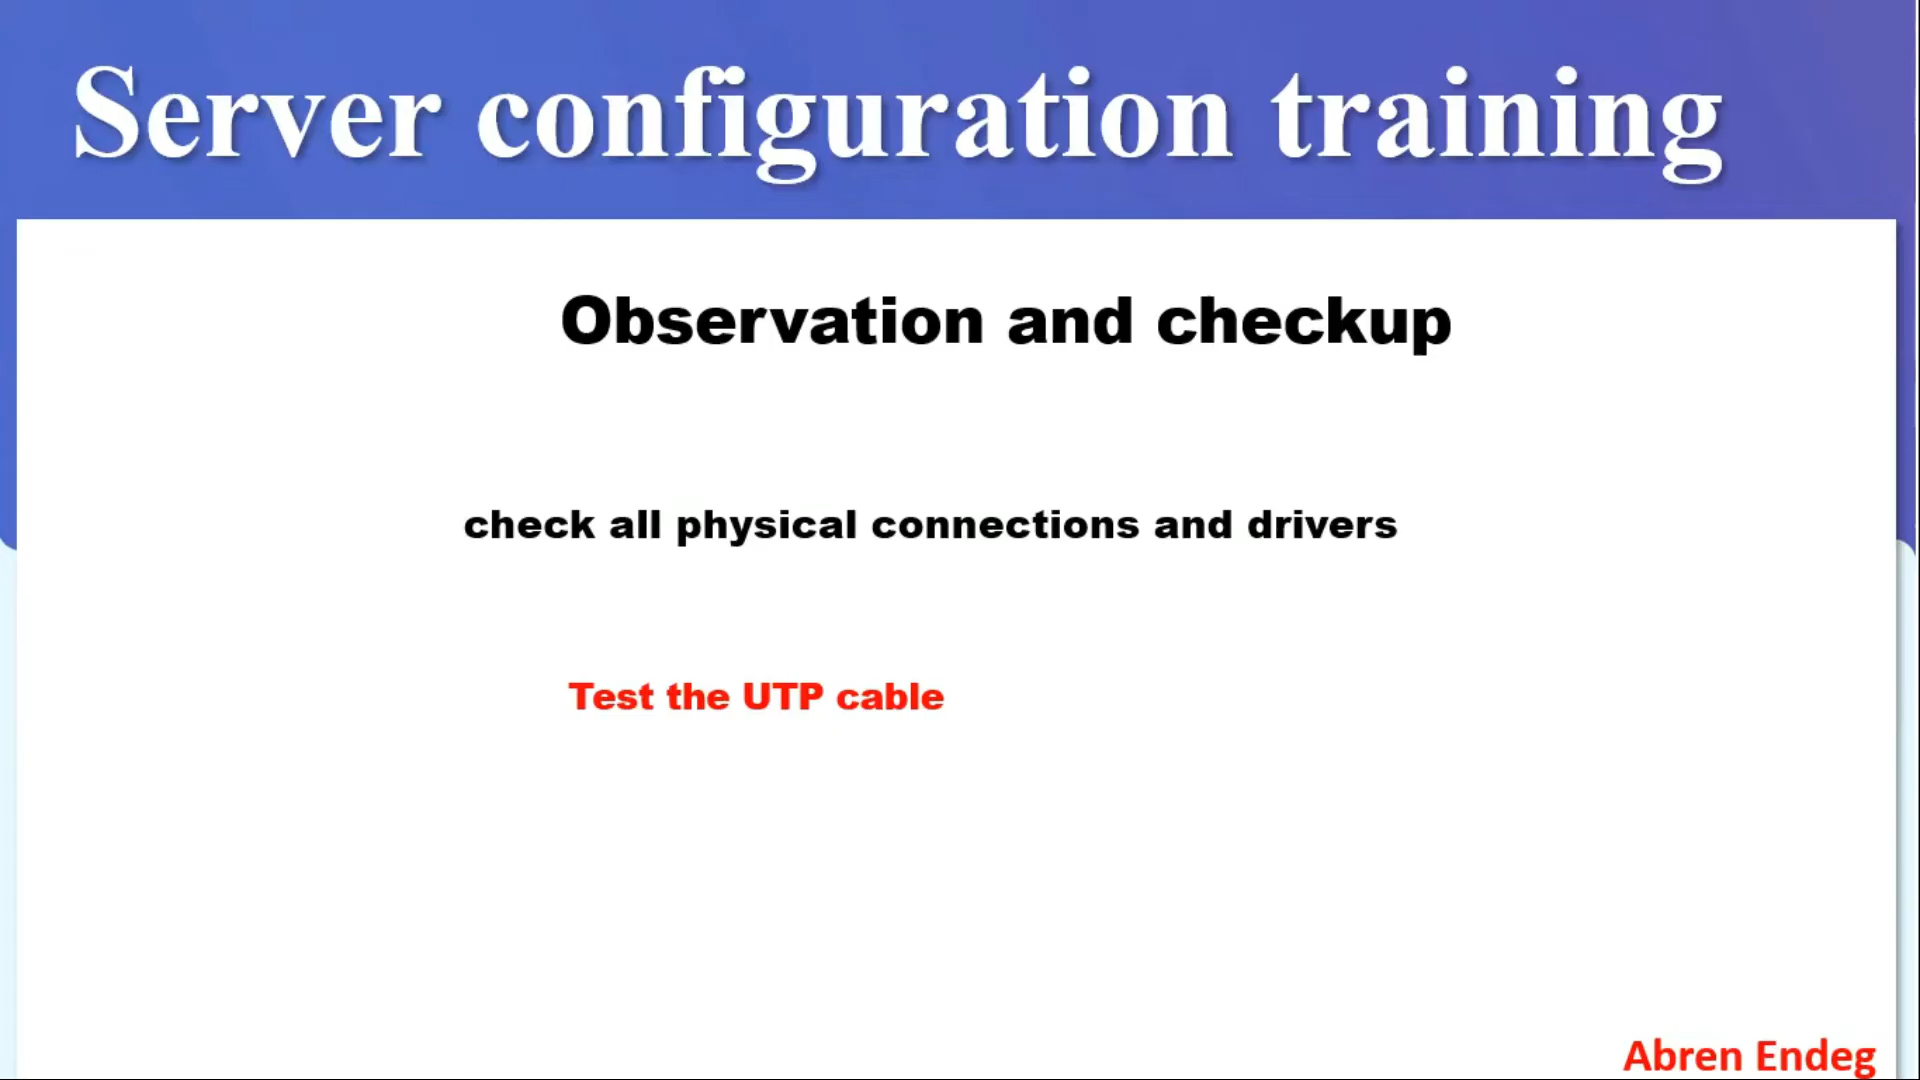 Server configuration training
Observation and checkup
check all physical connections and drivers
Test the UTP cable
Abren Endeg